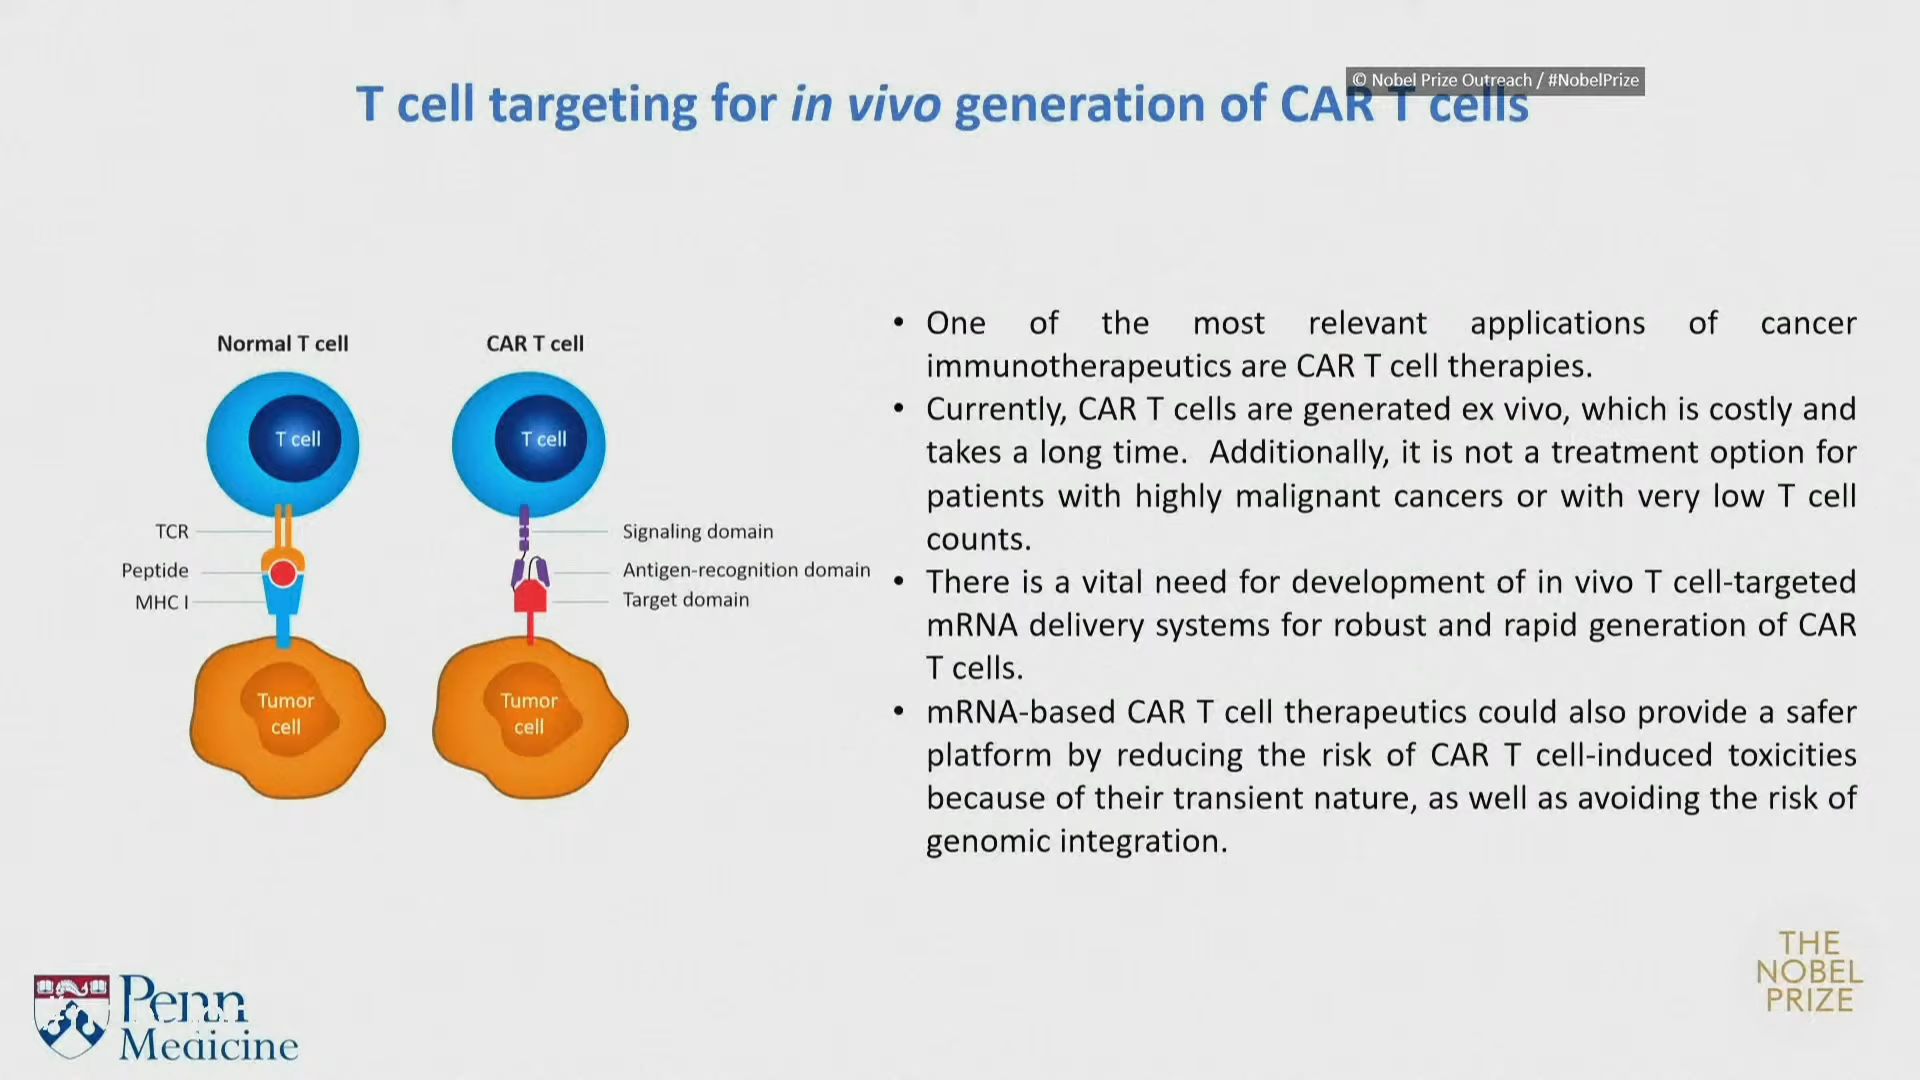 © Nobel Prize Outreach / #NobelPrize
T cell targeting for in vivo generation of CAR T cells
Normal T cell
CAR T cell
T cell
T cell
TCR
Peptide
MHC I
Signaling domain
Antigen-recognition domain
Target domain
Tumor
cell
Tumor
cell
• One of the most relevant applications of cancer
immunotherapeutics are CAR T cell therapies.
• Currently, CAR T cells are generated ex vivo, which is costly and
takes a long time. Additionally, it is not a treatment option for
patients with highly malignant cancers or with very low T cell
counts.
• There is a vital need for development of in vivo T cell-targeted
mRNA delivery systems for robust and rapid generation of CAR
T cells.
• mRNA-based CAR T cell therapeutics could also provide a safer
platform by reducing the risk of CAR T cell-induced toxicities
because of their transient nature, as well as avoiding the risk of
genomic integration.
Penn
Medicine
THE
NOBEL
PRIZE